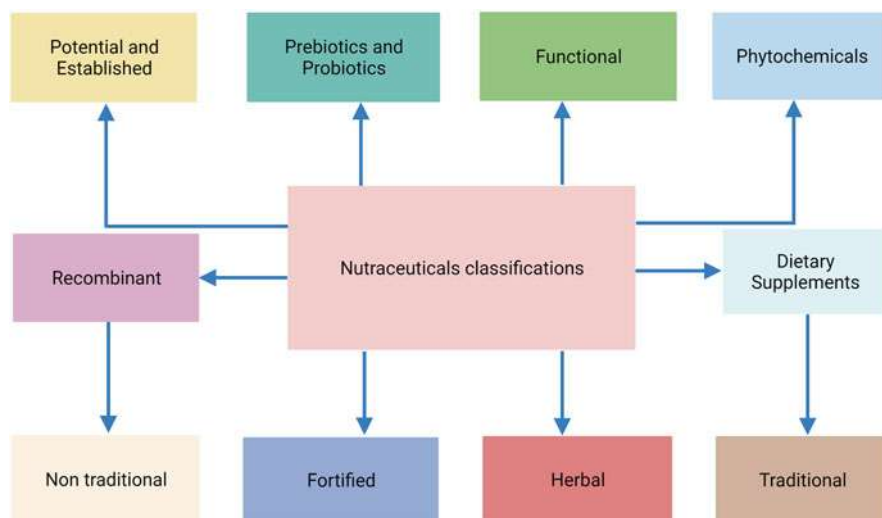 Potential and
Established
Prebiotics and
Probiotics
Functional
Phytochemicals
Recombinant
Nutraceuticals classifications
Dietary
Supplements
Non traditional
Fortified
Herbal
Traditional